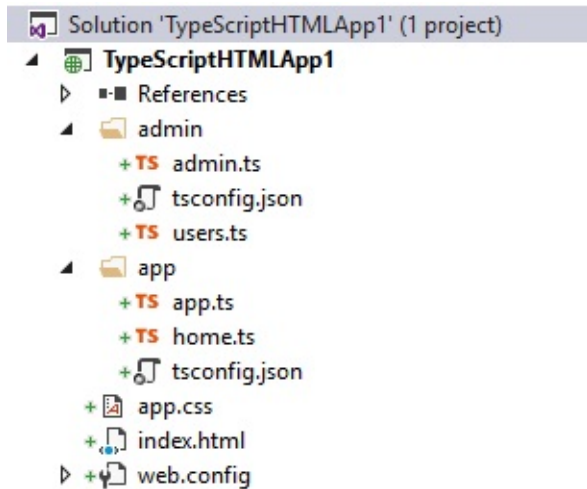 Solution 'TypeScriptHTMLApp1' (1 project)
TypeScriptHTMLApp1
References
admin
+TS admin.ts
+ tsconfig.json
+TS users.ts
app
+TS app.ts
+TS home.ts
+ tsconfig.json
+ app.css
+ index.html
+ web.config